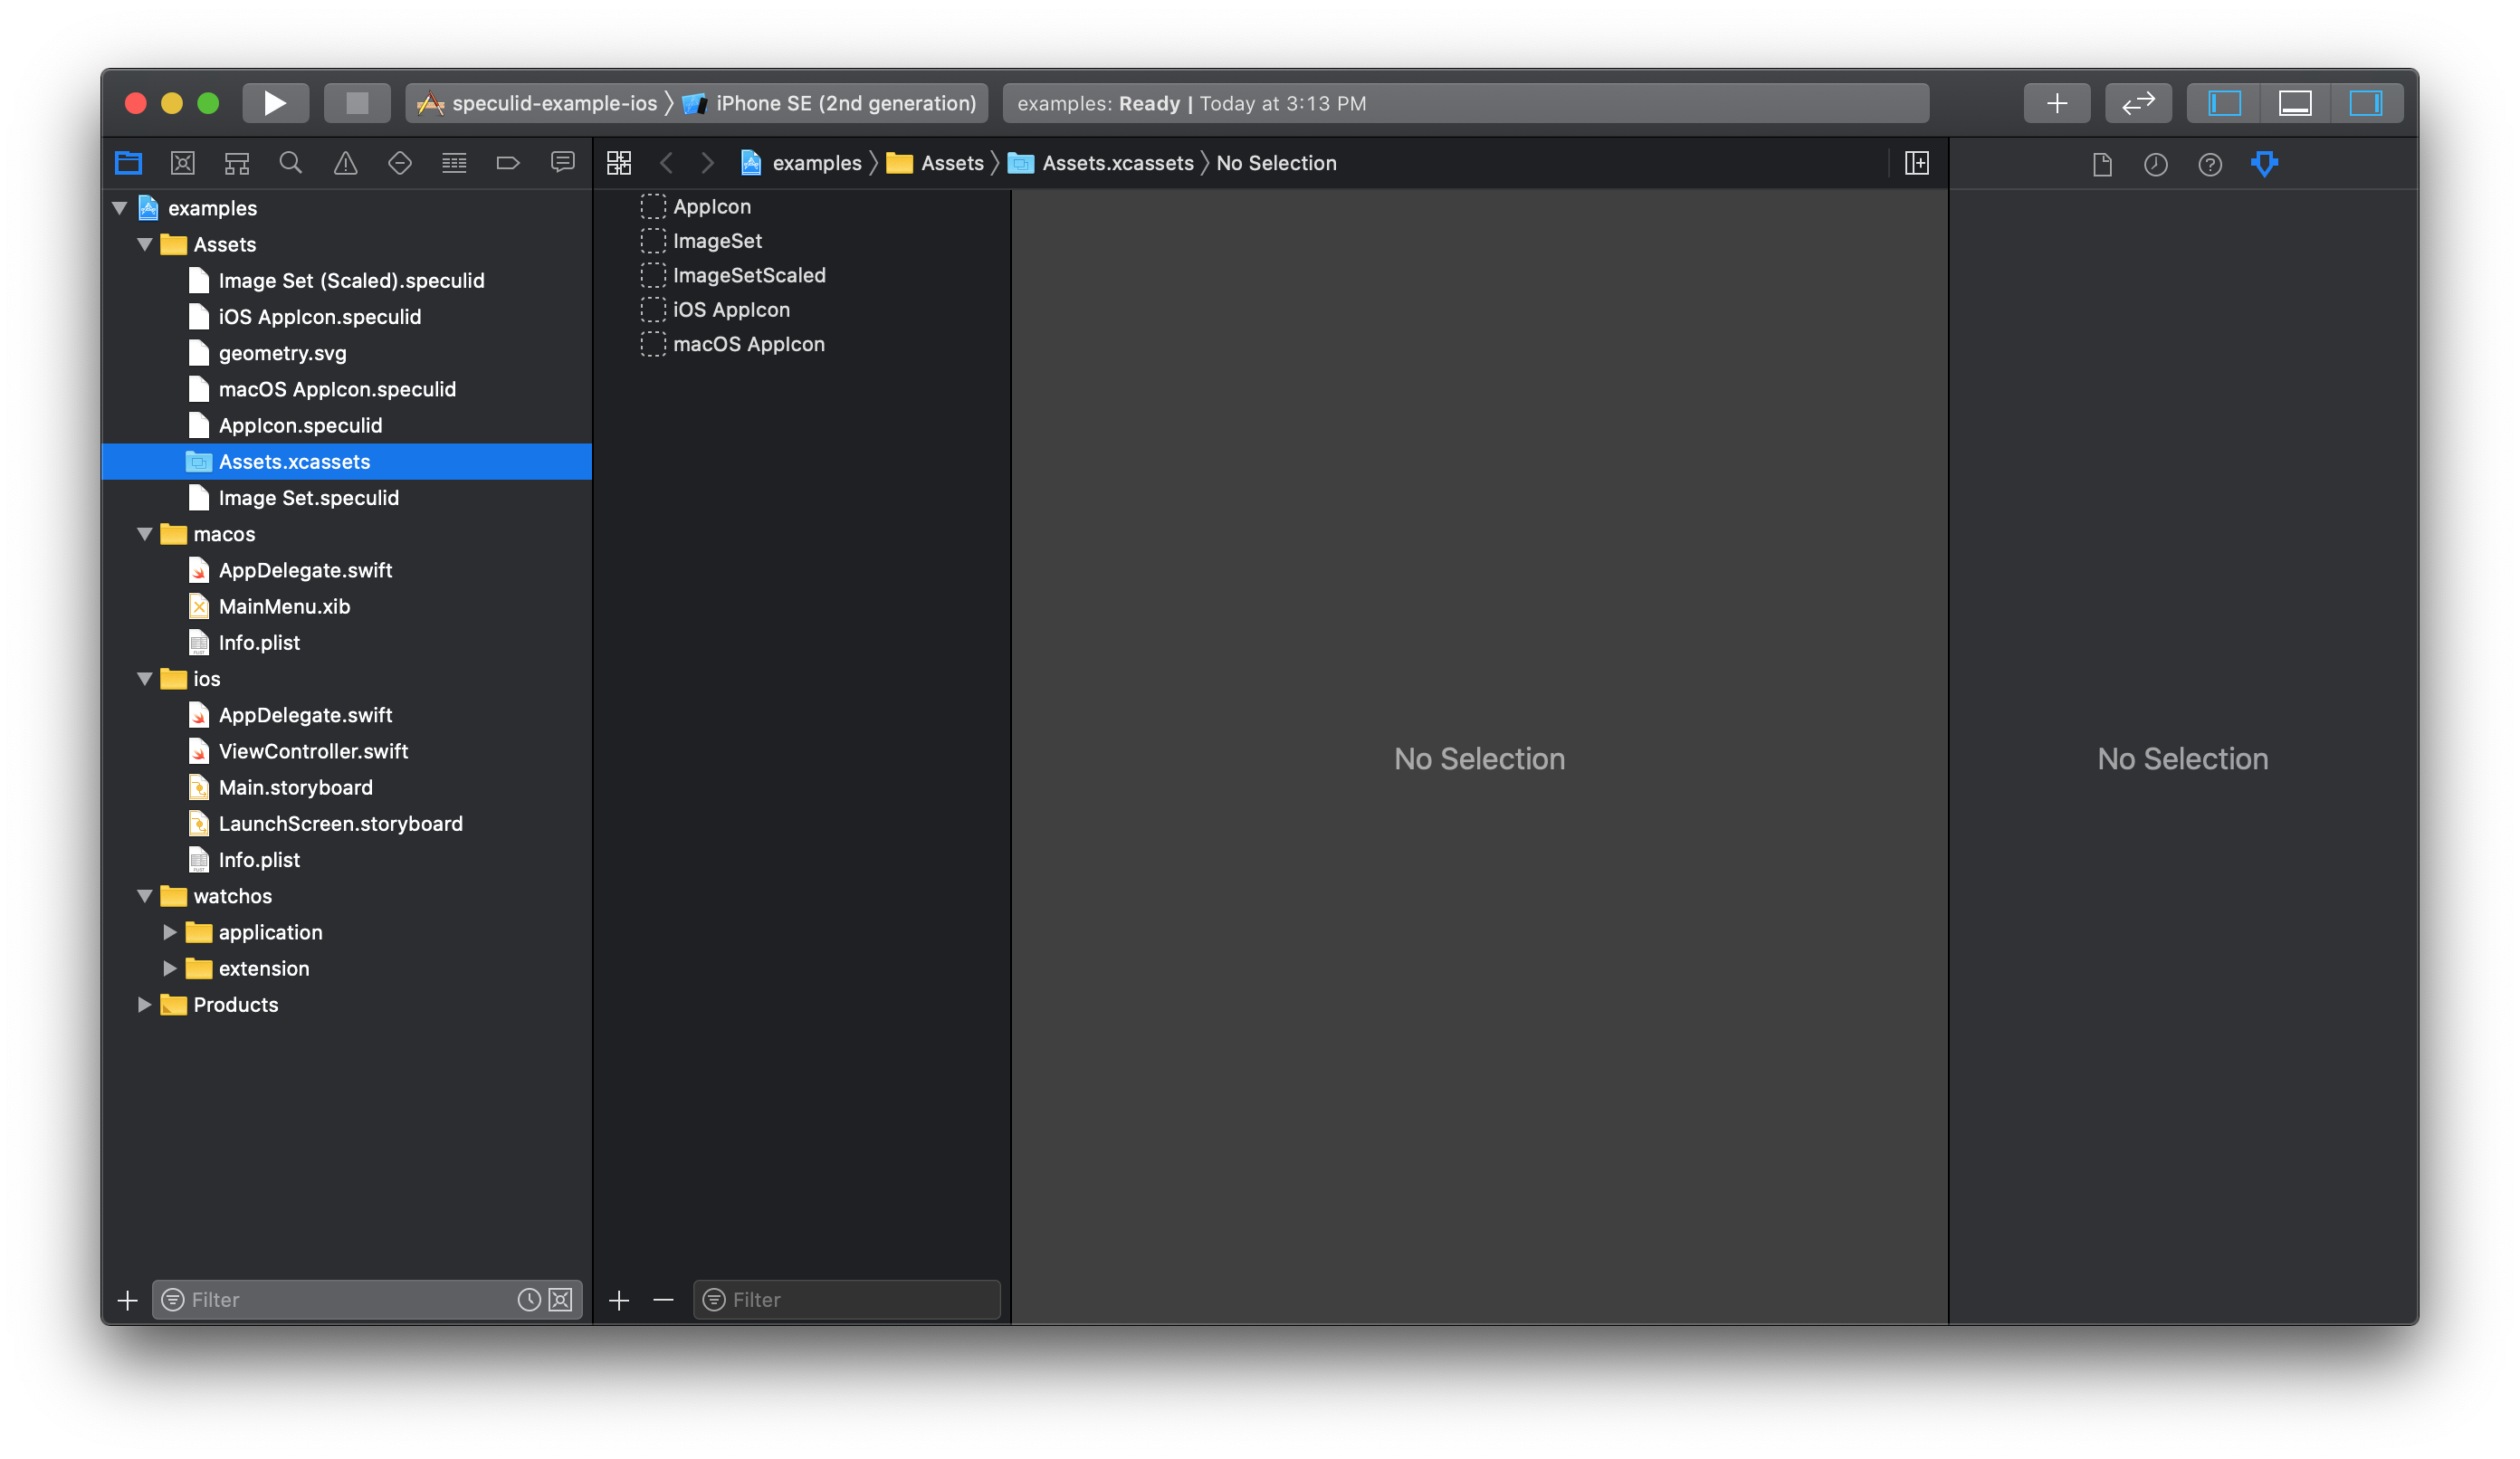 speculid-example-ios 〉 iPhone SE (2nd generation)
examples: Ready | Today at 3:13 PM
examples 〉 Assets 〉 Assets.xcassets 〉 No Selection
examples
Assets
Image Set (Scaled).speculid
iOS AppIcon.speculid
geometry.svg
macOS AppIcon.speculid
AppIcon.speculid
Assets.xcassets
Image Set.speculid
macos
AppDelegate.swift
MainMenu.xib
Info.plist
ios
AppDelegate.swift
ViewController.swift
Main.storyboard
LaunchScreen.storyboard
Info.plist
watchos
application
extension
Products
Filter
AppIcon
ImageSet
ImageSetScaled
iOS AppIcon
macOS AppIcon
Filter
No Selection
No Selection